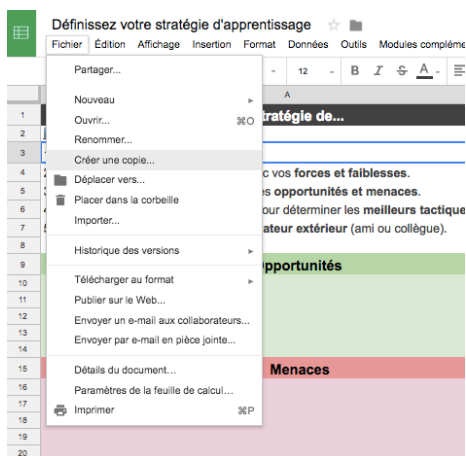 Définissez votre stratégie d'apprentissage
Fichier Édition Affichage Insertion Format Données Outils Modules complém
Partager...
12 B I S A
A
Nouveau
1 tratégie de...
Ouvrir... ⌘O
2
Renommer...
3
Créer une copie...
4 c vos forces et faiblesses.
Déplacer vers...
5 s opportunités et menaces.
Placer dans la corbeille
6 our déterminer les meilleurs tactique
Importer...
7 ateur extérieur (ami ou collègue).
8
Historique des versions
9 pportunités
10
Télécharger au format
11
Publier sur le Web...
12
Envoyer un e-mail aux collaborateurs...
13
Envoyer par e-mail en pièce jointe...
14
15 Menaces
Détails du document...
16
Paramètres de la feuille de calcul...
17
Imprimer ⌘P
18
19
20